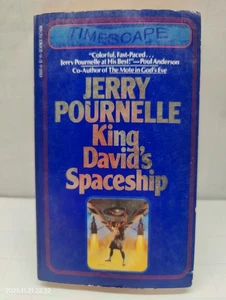 TIMESCAPE
"Colorful, Fast-Paced...
Jerry Pournelle at His Best!"—Poul Anderson
Co-Author of The Mote in God's Eye
JERRY
POURNELLE
King
David's
Spaceship